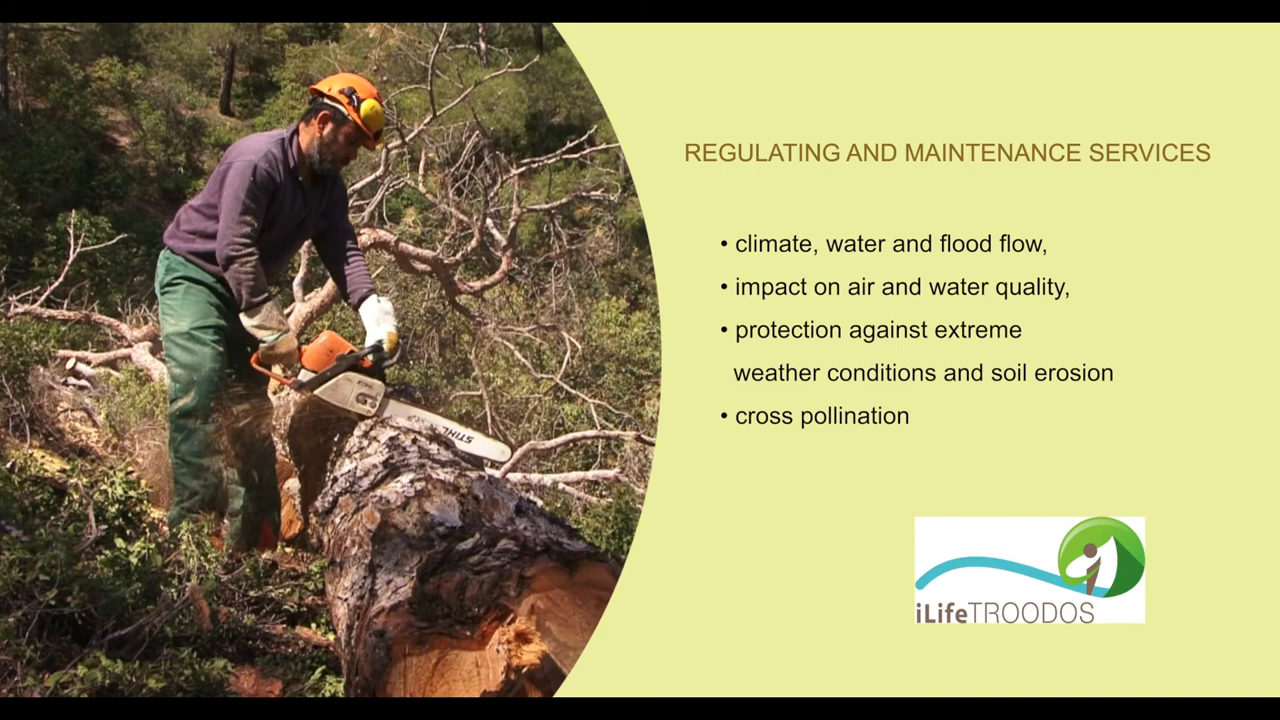 REGULATING AND MAINTENANCE SERVICES
• climate, water and flood flow,
• impact on air and water quality,
• protection against extreme
weather conditions and soil erosion
• cross pollination
STIHL
iLifeTROODOS